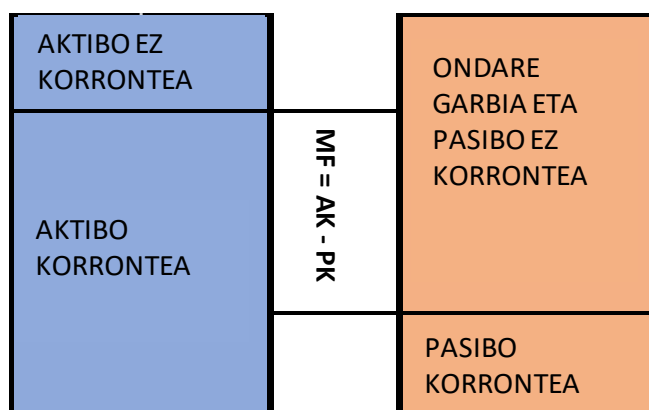 AKTIBO EZ
KORRONTEA
AKTIBO
KORRONTEA
MF = AK - PK
ONDARE
GARBIA ETA
PASIBO EZ
KORRONTEA
PASIBO
KORRONTEA